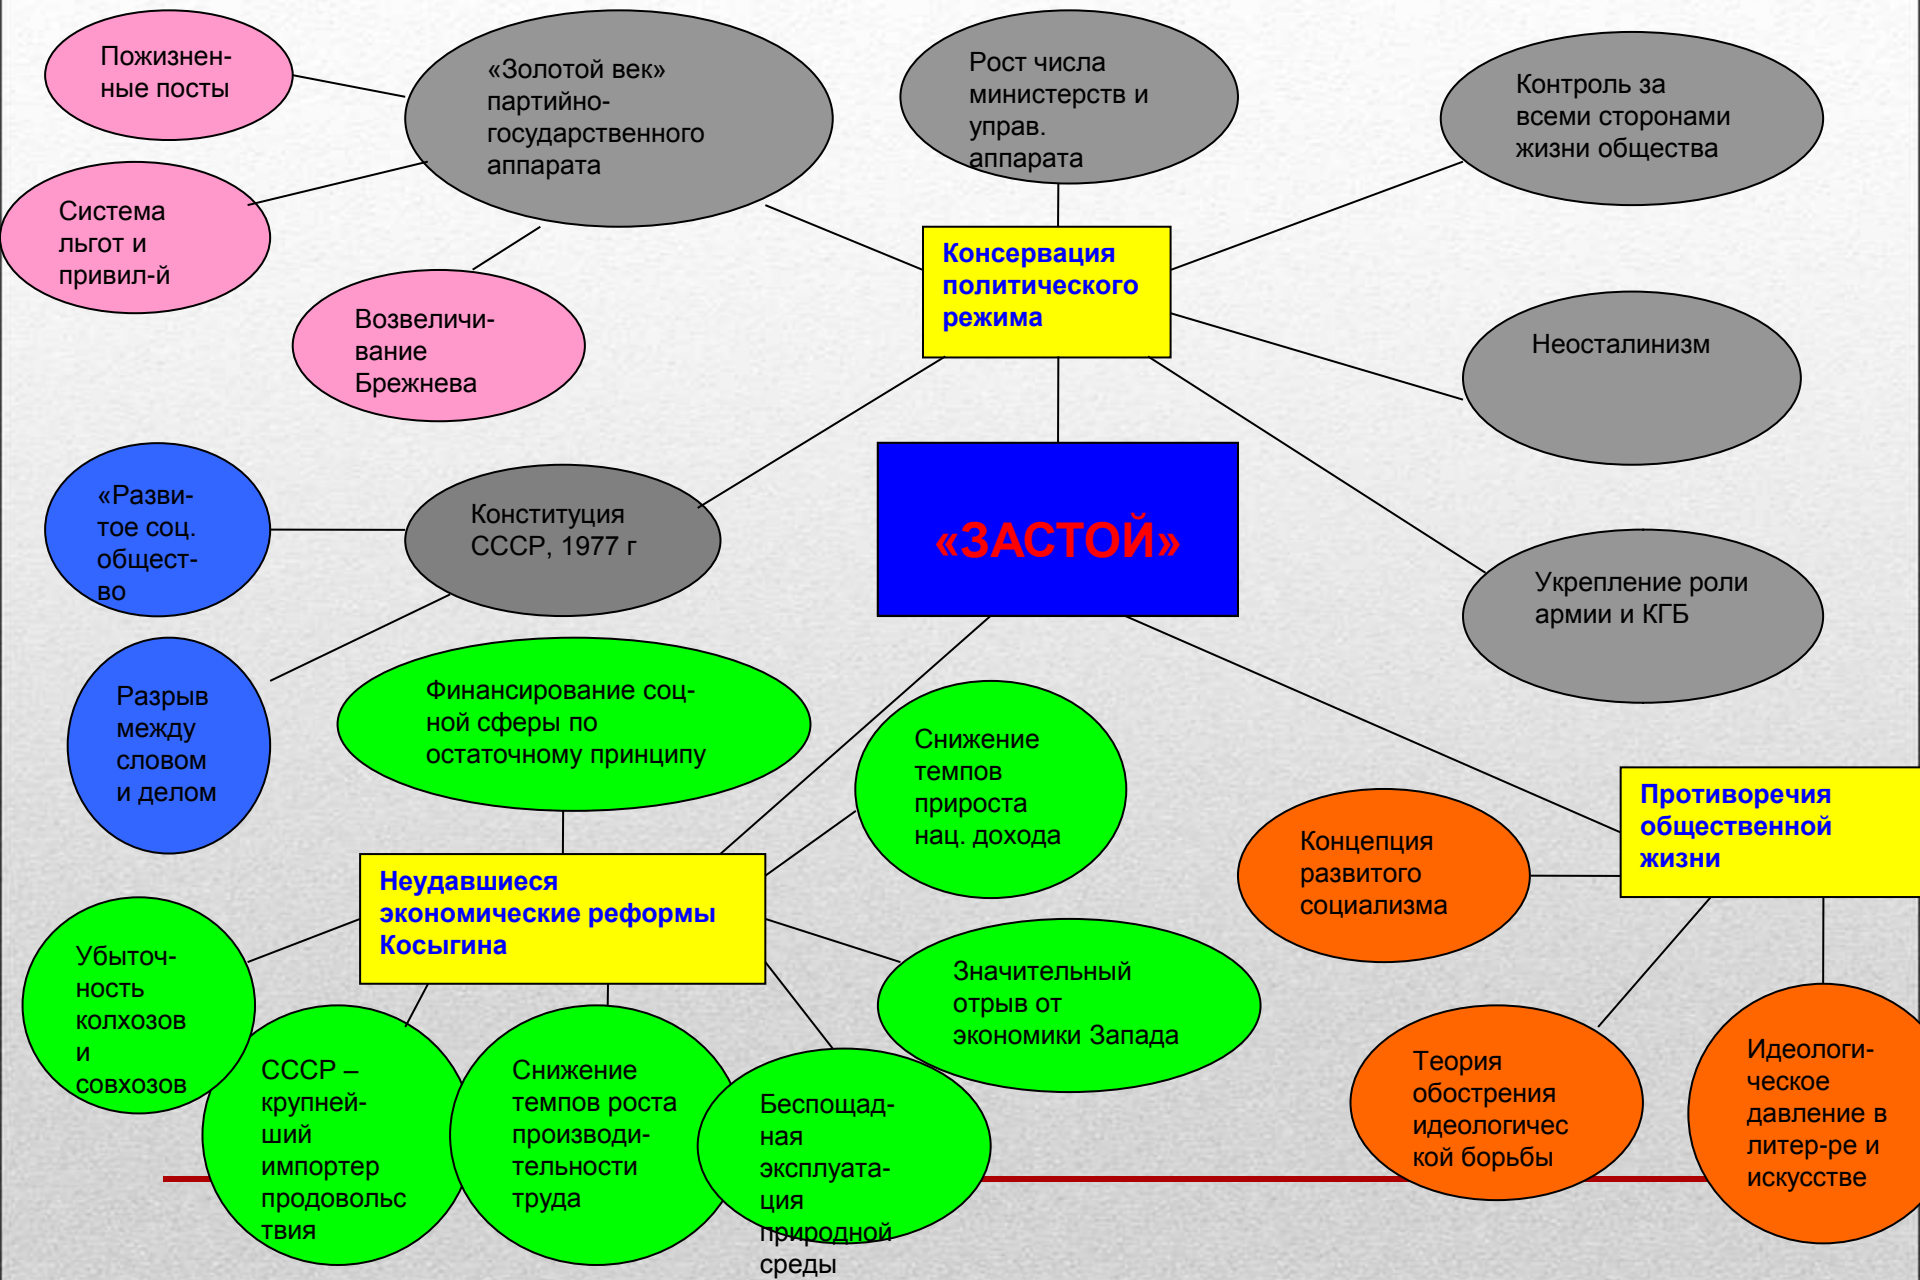 Пожизнен-
ные посты
«Золотой век»
партийно-
государственного
аппарата
Рост числа
министерств и
управ.
аппарата
Контроль за
всеми сторонами
жизни общества
Система
льгот и
привил-й
Консервация
политического
режима
Возвеличи-
вание
Брежнева
Неосталинизм
«Разви-
тое соц.
общест-
во
Конституция
СССР, 1977 г
«ЗАСТОЙ»
Укрепление роли
армии и КГБ
Разрыв
между
словом
и делом
Финансирование соц-
ной сферы по
остаточному принципу
Снижение
темпов
прироста
нац. дохода
Противоречия
общественной
жизни
Концепция
развитого
социализма
Неудавшиеся
экономические реформы
Косыгина
Убыточ-
ность
колхозов
и
совхозов
Значительный
отрыв от
экономики Запада
СССР –
крупней-
ший
импортер
продовольс
твия
Снижение
темпов роста
производи-
тельности
труда
Беспощад-
ная
эксплуата-
ция
природной
среды
Теория
обострения
идеологичес
кой борьбы
Идеологи-
ческое
давление в
литер-ре и
искусстве